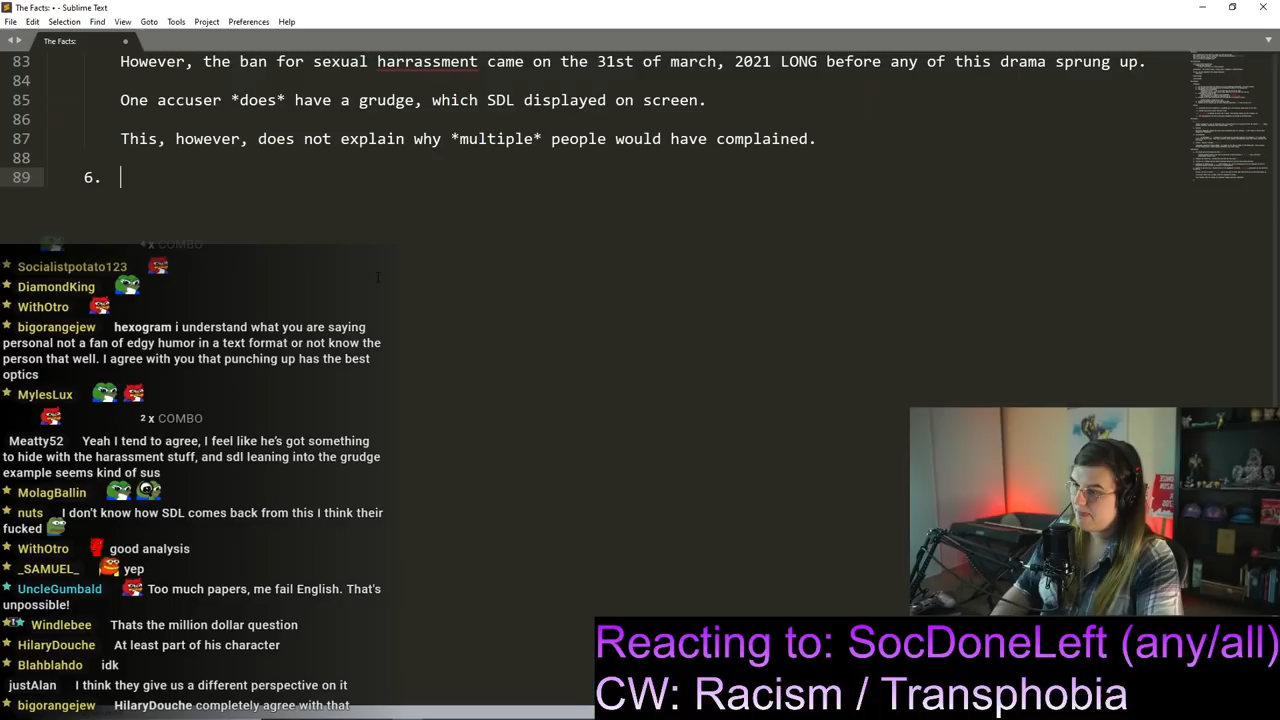 The Facts: • - Sublime Text
File Edit Selection Find View Goto Tools Project Preferences Help
The Facts:
83 However, the ban for sexual harrassment came on the 31st of march, 2021 LONG before any of this drama sprung up.
84
85 One accuser *does* have a grudge, which SDL displayed on screen.
86
87 This, however, does not explain why *multiple* people would have complained.
88
89 6.
4 x COMBO
Socialistpotato123
DiamondKing
WithOtro
bigorangejew hexogram i understand what you are saying
personal not a fan of edgy humor in a text format or not know the
person that well. I agree with you that punching up has the best
optics
MylesLux
2 x COMBO
Meatty52 Yeah I tend to agree, I feel like he's got something
to hide with the harassment stuff, and sdl leaning into the grudge
example seems kind of sus
MolagBallin
nuts I don't know how SDL comes back from this I think their
fucked
WithOtro good analysis
_SAMUEL_ yep
UncleGumbald Too much papers, me fail English. That's
unpossible!
Windlebee Thats the million dollar question
HilaryDouche At least part of his character
Blahblahdo idk
justAlan I think they give us a different perspective on it
bigorangejew HilaryDouche completely agree with that
Reacting to: SocDoneLeft (any/all)
CW: Racism / Transphobia